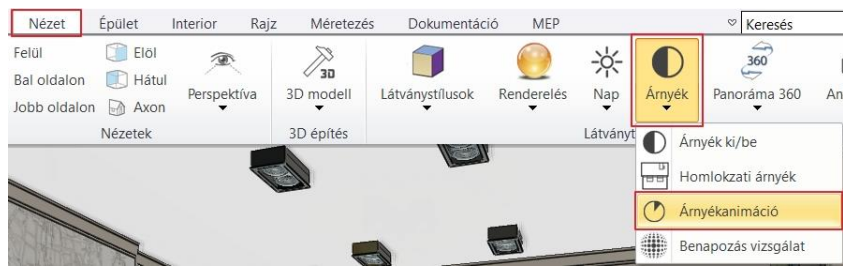 Nézet Épület Interior Rajz Méretezés Dokumentáció MEP Keresés
Felül Elöl
Bal oldalon Hátul
Jobb oldalon Axon
Perspektíva
3D
3D modell
Látványstílusok
Renderelés
Nap
Árnyék
360
Panoráma 360
An
Nézetek
3D építés
Látványt
Árnyék ki/be
Homlokzati árnyék
Árnyékanimáció
Benapozás vizsgálat